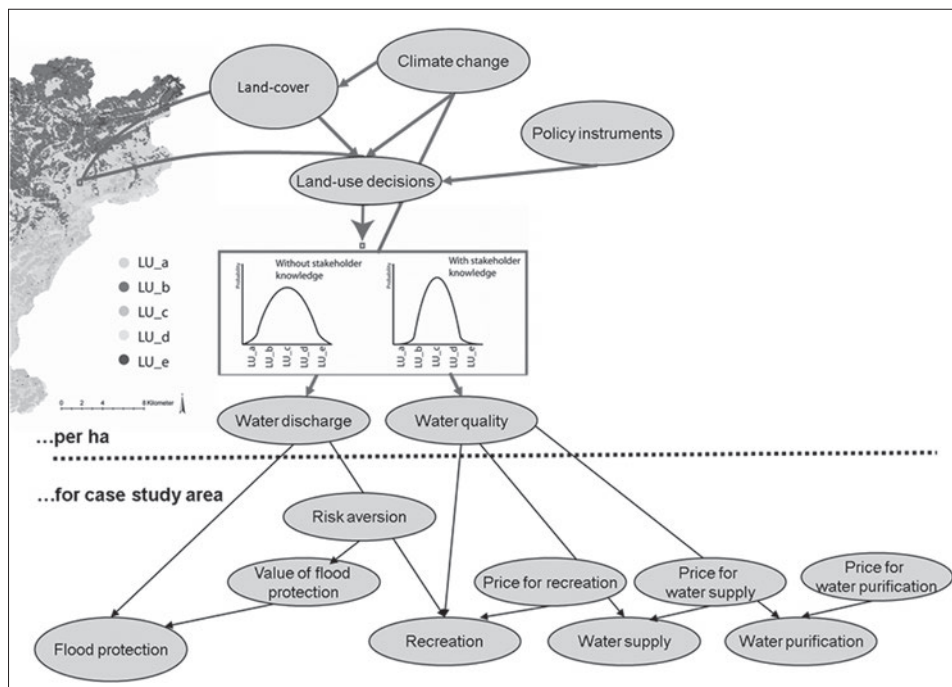 Climate change
Land-cover
Policy instruments
Land-use decisions
LU_a
LU_b
LU_c
LU_d
LU_e
0 2 4 8 Kilometer
Without stakeholder
knowledge
Probability
LU_a
LU_b
LU_c
LU_d
LU_e
With stakeholder
knowledge
Probability
LU_a
LU_b
LU_c
LU_d
LU_e
Water discharge
Water quality
...per ha
...for case study area
Risk aversion
Value of flood
protection
Price for recreation
Price for
water supply
Price for
water purification
Flood protection
Recreation
Water supply
Water purification